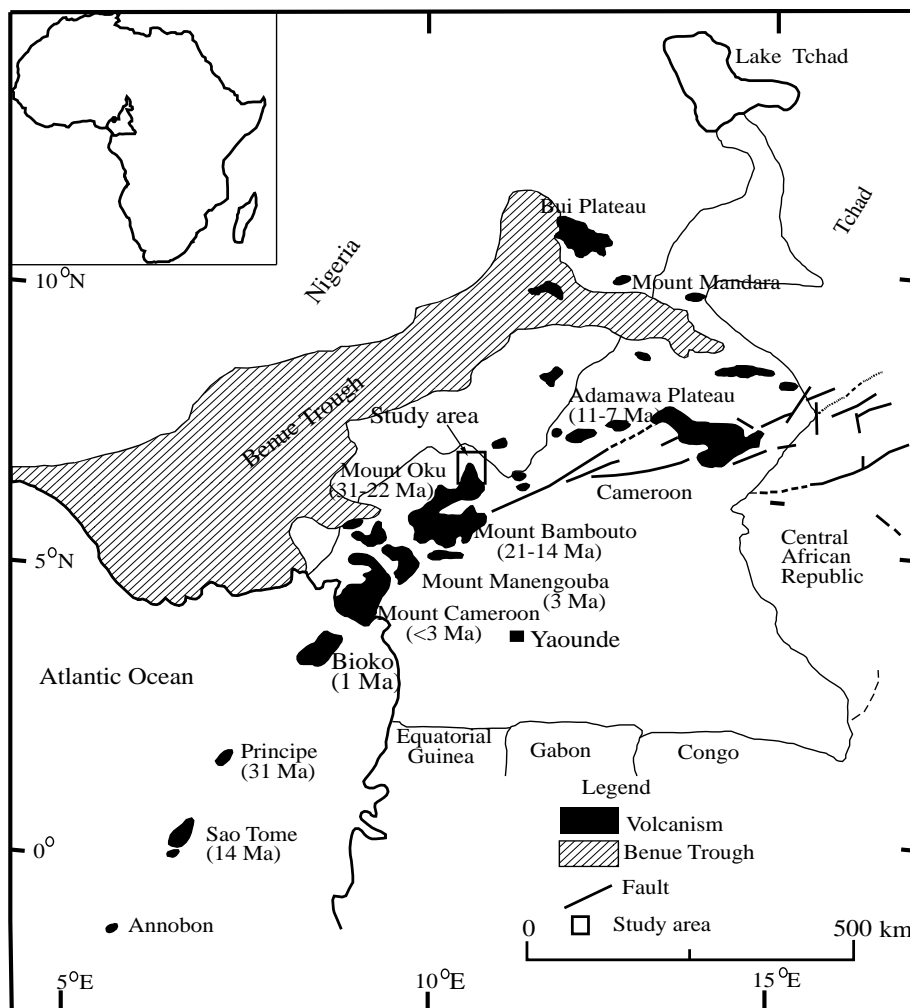 Lake Tchad
Tchad
Bui Plateau
Nigeria
10°N
Mount Mandara
Benue Trough
Study area
Adamawa Plateau
(11-7 Ma)
Mount Oku
(31-22 Ma)
Cameroon
Mount Bambouto
(21-14 Ma)
Central
African
Republic
5°N
Mount Manengouba
(3 Ma)
Mount Cameroon
(<3 Ma)
Yaounde
Bioko
(1 Ma)
Atlantic Ocean
Equatorial
Guinea
Gabon
Congo
Principe
(31 Ma)
Legend
Volcanism
Benue Trough
Fault
Study area
Sao Tome
(14 Ma)
0°
Annobon
0
500 km
5°E
10°E
15°E